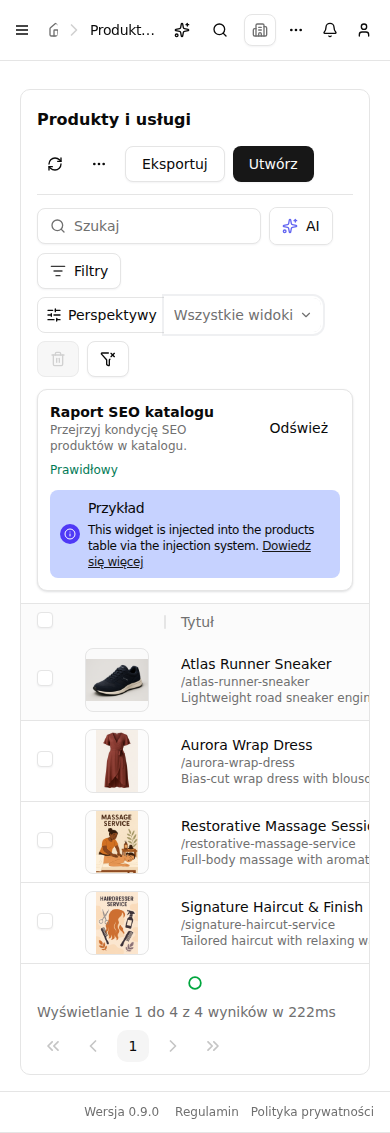 Produkt...
Produkty i usługi
Eksportuj
Utwórz
Szukaj
AI
Filtry
Perspektywy
Wszystkie widoki
Raport SEO katalogu
Przejrzyj kondycję SEO
produktów w katalogu.
Odśwież
Prawidłowy
Przykład
This widget is injected into the products
table via the injection system. Dowiedz
się więcej
Tytuł
Atlas Runner Sneaker
/atlas-runner-sneaker
Lightweight road sneaker engin
Aurora Wrap Dress
/aurora-wrap-dress
Bias-cut wrap dress with blouso
MASSAGE
SERVICE
Restorative Massage Sessi
/restorative-massage-service
Full-body massage with aromat
HAIRDRESSER
SERVICE
Signature Haircut & Finish
/signature-haircut-service
Tailored haircut with relaxing w
Wyświetlanie 1 do 4 z 4 wyników w 222ms
1
Wersja 0.9.0
Regulamin
Polityka prywatności